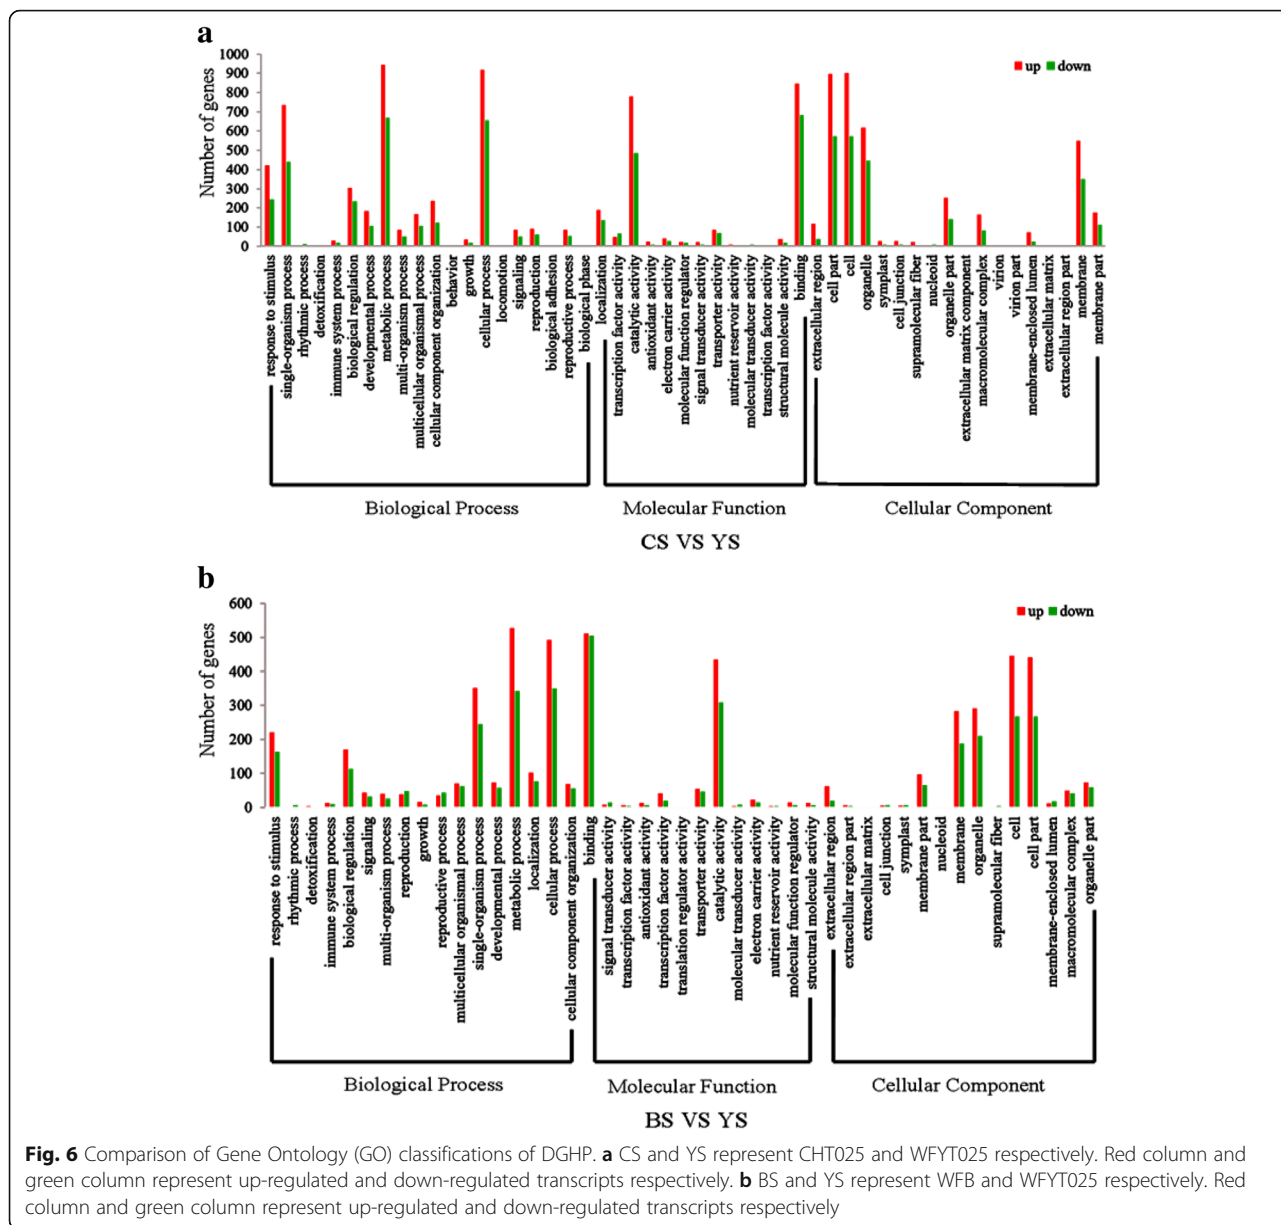 a
1000
900
800
700
600
500
400
300
200
100
0
Number of genes
up down
response to stimulus
single-organism process
rhythmic process
detoxification
immune system process
biological regulation
developmental process
metabolic process
multi-organism process
multicellular organismal process
cellular component organization
behavior
growth
cellular process
locomotion
signaling
reproduction
biological adhesion
reproductive process
biological phase
localization
transcription factor activity
catalytic activity
antioxidant activity
electron carrier activity
molecular function regulator
signal transducer activity
transporter activity
nutrient reservoir activity
molecular transducer activity
transcription factor activity
structural molecule activity
binding
extracellular region
cell part
cell
organelle
symplast
cell junction
supramolecular fiber
nucleoid
organelle part
extracellular matrix component
macromolecular complex
virion
virion part
membrane-enclosed lumen
extracellular matrix
extracellular region part
membrane
membrane part
Biological Process Molecular Function Cellular Component
CS VS YS
b
600
500
400
300
200
100
0
Number of genes
up down
response to stimulus
rhythmic process
detoxification
immune system process
biological regulation
signaling
multi-organism process
reproduction
growth
reproductive process
multicellular organismal process
single-organism process
developmental process
metabolic process
localization
cellular process
cellular component organization
binding
signal transducer activity
transcription factor activity
antioxidant activity
transcription factor activity
translation regulator activity
transporter activity
catalytic activity
molecular transducer activity
electron carrier activity
nutrient reservoir activity
molecular function regulator
structural molecule activity
extracellular region
extracellular region part
extracellular matrix
cell junction
symplast
membrane part
nucleoid
membrane
organelle
supramolecular fiber
cell
cell part
membrane-enclosed lumen
macromolecular complex
organelle part
Biological Process Molecular Function Cellular Component
BS VS YS
Fig. 6 Comparison of Gene Ontology (GO) classifications of DGHP. a CS and YS represent CHT025 and WFYT025 respectively. Red column and
green column represent up-regulated and down-regulated transcripts respectively. b BS and YS represent WFB and WFYT025 respectively. Red
column and green column represent up-regulated and down-regulated transcripts respectively